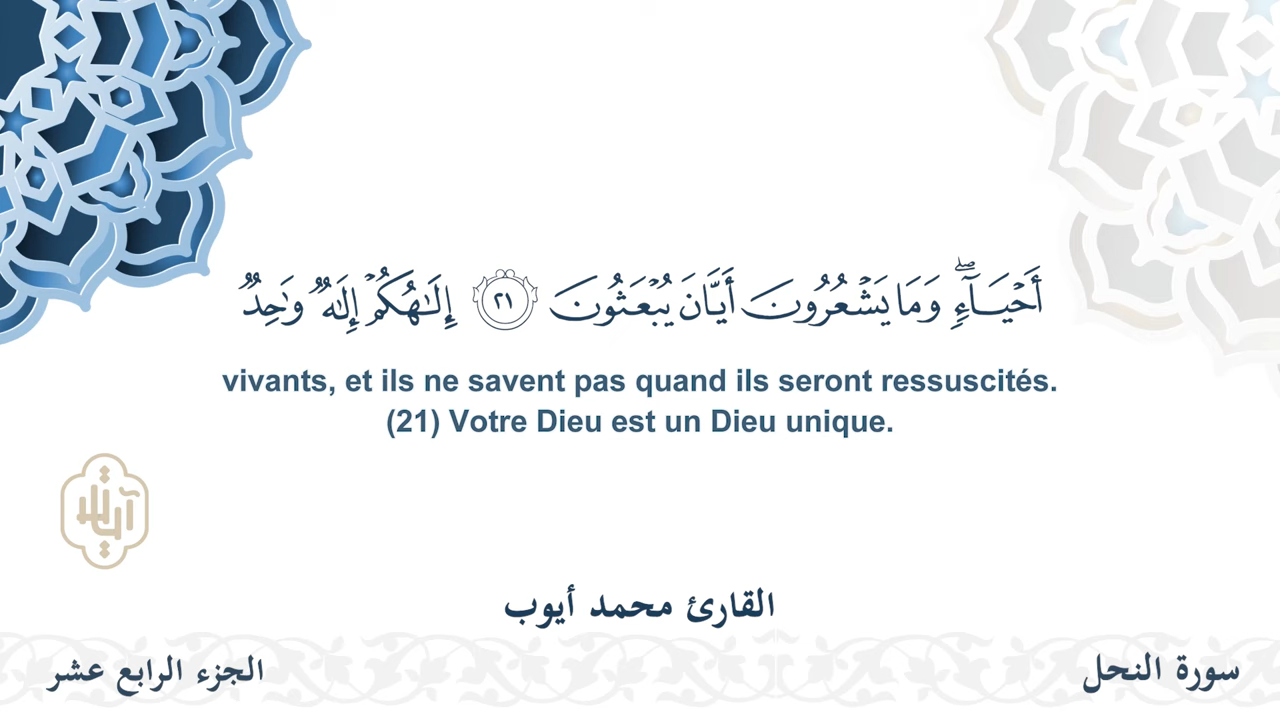 أَحْيَآءٍۖ وَمَا يَشْعُرُونَ أَيَّانَ يُبْعَثُونَ ٢١ إِلَٰهُكُمْ إِلَٰهٌ وَٰحِدٌ
vivants, et ils ne savent pas quand ils seront ressuscités.
(21) Votre Dieu est un Dieu unique.
القارئ محمد أيوب
سورة النحل
الجزء الرابع عشر